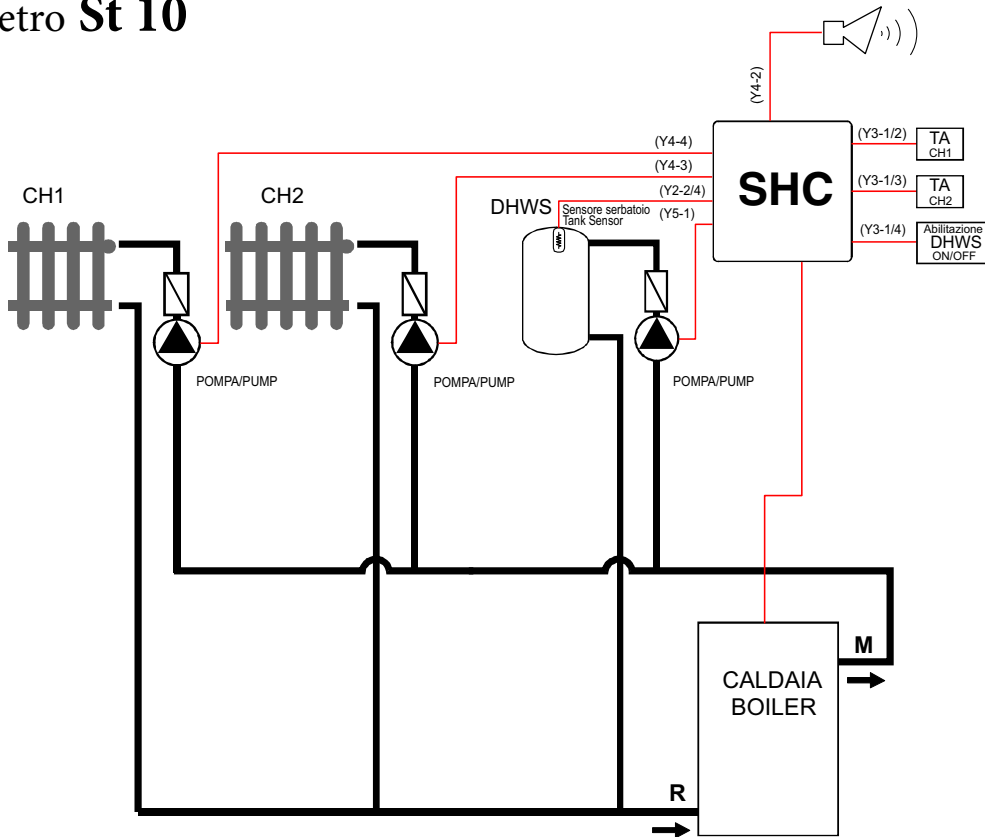 etro St 10
(Y4-2)
(Y4-4)
(Y4-3)
(Y2-2/4)
(Y5-1)
SHC
(Y3-1/2)
TA
CH1
(Y3-1/3)
TA
CH2
(Y3-1/4)
Abilitazione
DHWS
ON/OFF
CH1
CH2
DHWS
Sensore serbatoio
Tank Sensor
POMPA/PUMP
POMPA/PUMP
POMPA/PUMP
M
CALDAIA
BOILER
R